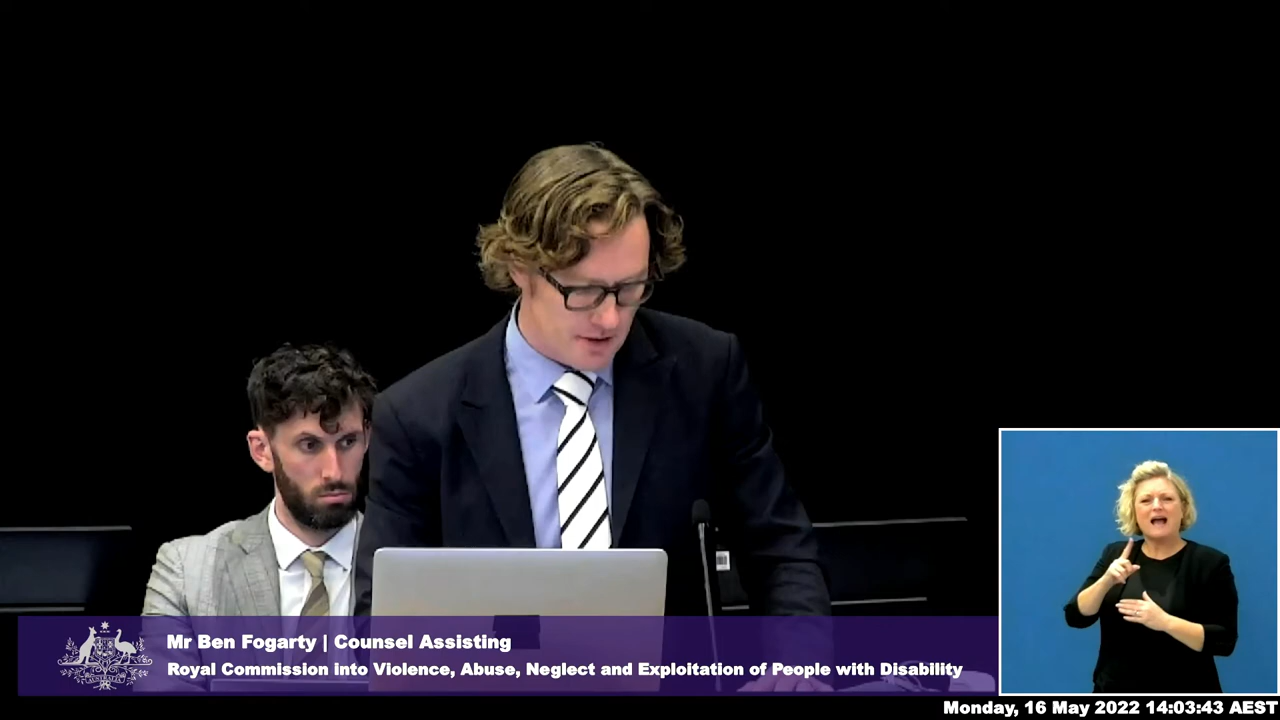 Mr Ben Fogarty | Counsel Assisting
Royal Commission into Violence, Abuse, Neglect and Exploitation of People with Disability
Monday, 16 May 2022 14:03:43 AEST